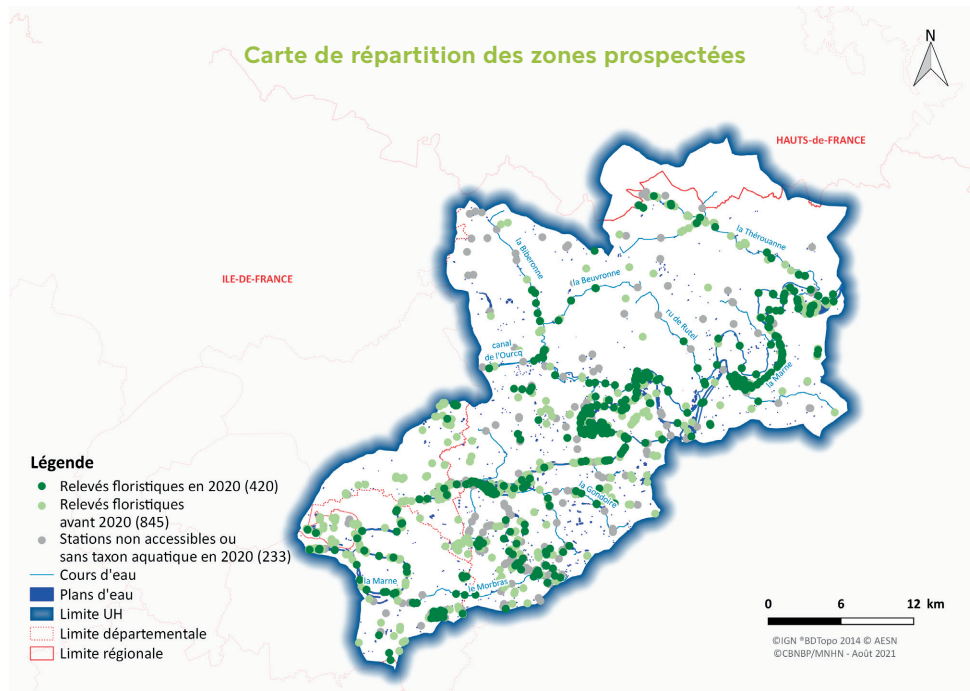 Carte de répartition des zones prospectées
N
HAUTS-de-FRANCE
ILE-DE-FRANCE
la Biberonne
la Thérouanne
la Beuvronne
ru de Rutel
canal
de l'Ourcq
la Marne
la Gondoire
la Marne
le Morbras
Légende
Relevés floristiques en 2020 (420)
Relevés floristiques
avant 2020 (845)
Stations non accessibles ou
sans taxon aquatique en 2020 (233)
Cours d'eau
Plans d'eau
Limite UH
Limite départementale
Limite régionale
0 6 12 km
©IGN ®BDTopo 2014 © AESN
©CBNBP/MNHN - Août 2021